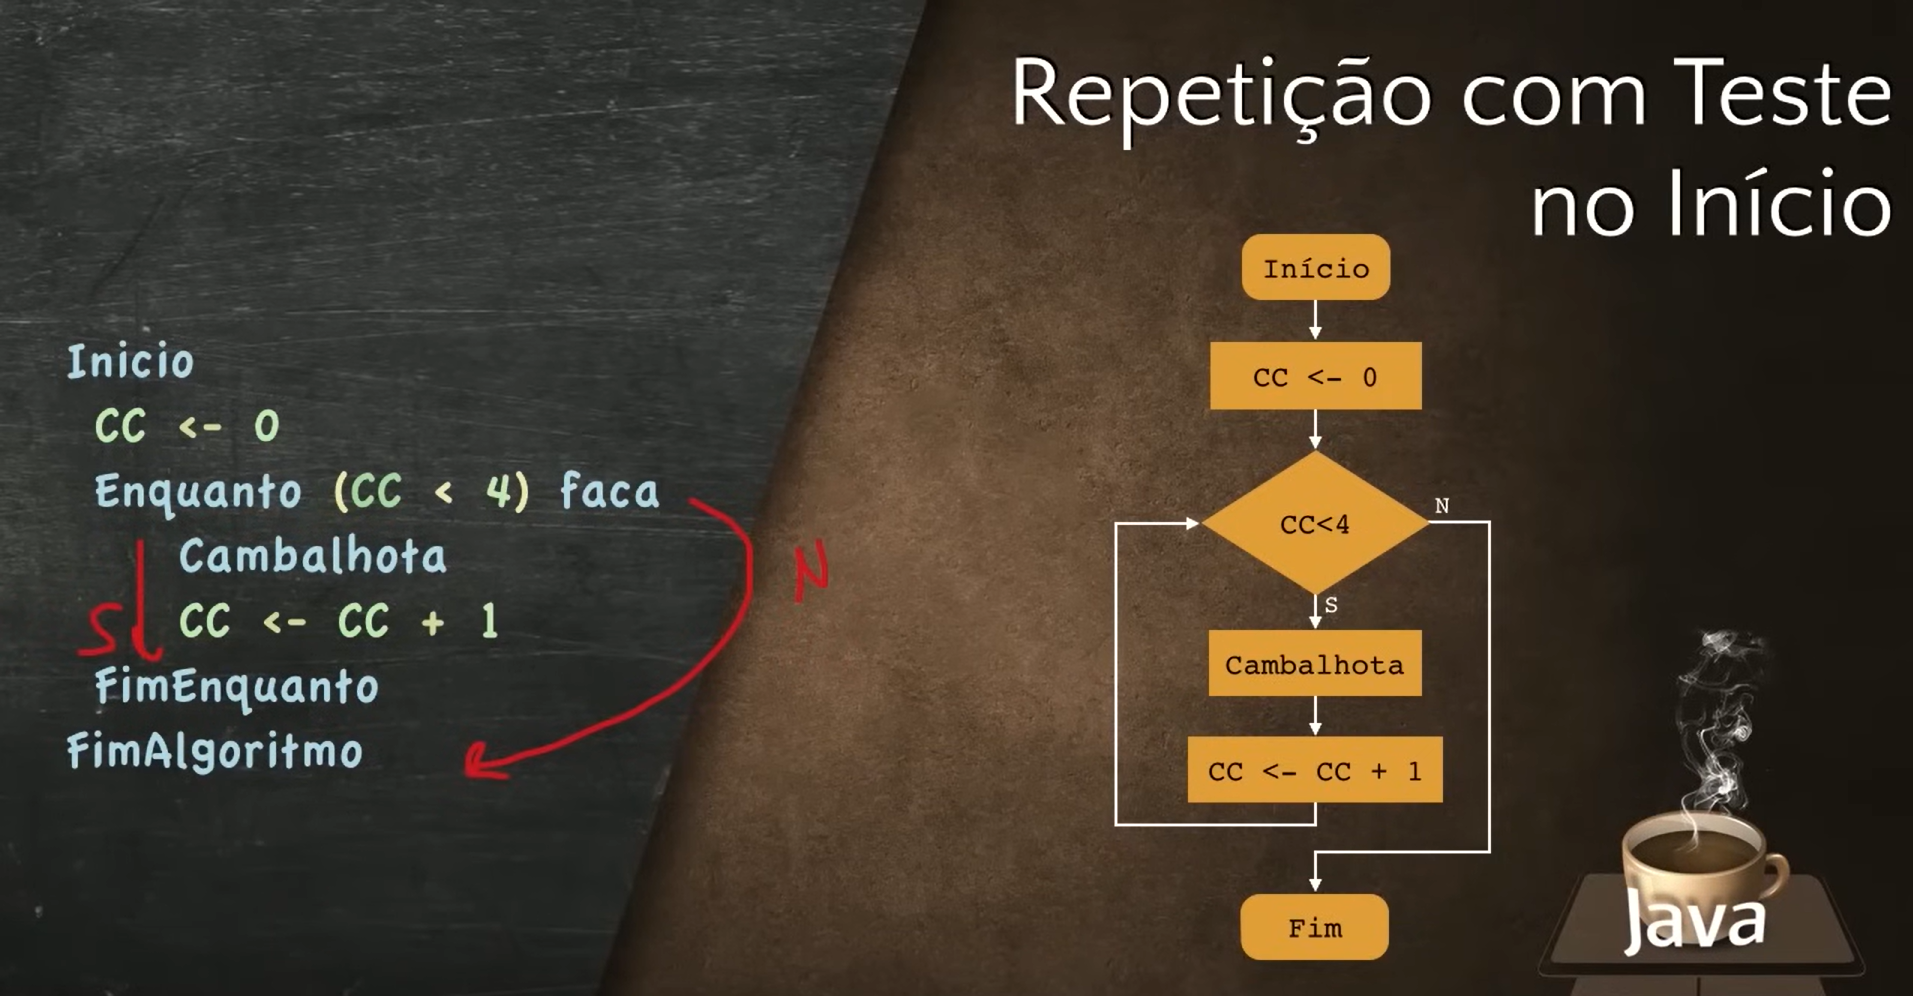 Repetição com Teste
no Início
Inicio
CC <- 0
Enquanto (CC < 4) faca
Cambalhota
CC <- CC + 1
FimEnquanto
FimAlgoritmo
S
N
Início
CC <- 0
CC<4
N
S
Cambalhota
CC <- CC + 1
Fim
Java